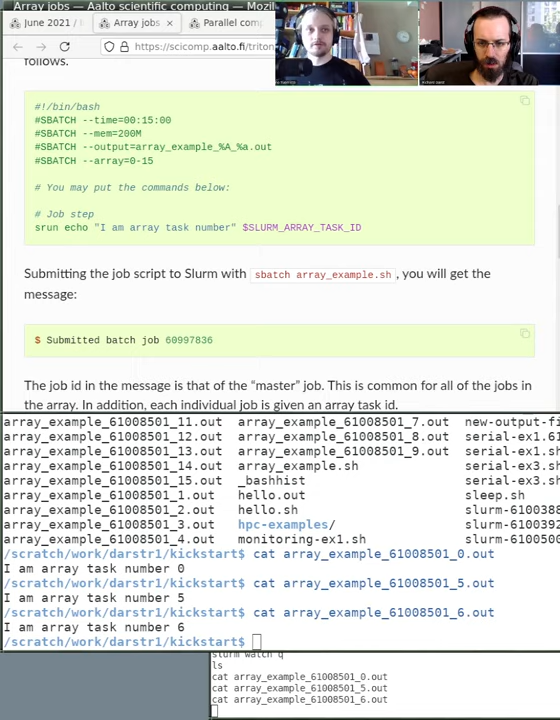 Array jobs — Aalto scientific computing — Mozil
June 2021 /
Array jobs
Parallel comp
https://scicomp.aalto.fi/triton
follows.
#!/bin/bash
#SBATCH --time=00:15:00
#SBATCH --mem=200M
#SBATCH --output=array_example_%A_%a.out
#SBATCH --array=0-15
# You may put the commands below:
# Job step
srun echo "I am array task number" $SLURM_ARRAY_TASK_ID
Submitting the job script to Slurm with sbatch array_example.sh, you will get the
message:
$ Submitted batch job 60997836
The job id in the message is that of the “master” job. This is common for all of the jobs in
the array. In addition, each individual job is given an array task id.
array_example_61008501_11.out array_example_61008501_7.out new-output-fi
array_example_61008501_12.out array_example_61008501_8.out serial-ex1.61
array_example_61008501_13.out array_example_61008501_9.out serial-ex1.sh
array_example_61008501_14.out array_example.sh serial-ex3.sh
array_example_61008501_15.out _bashhist serial-ex3.sh
array_example_61008501_1.out hello.out sleep.sh
array_example_61008501_2.out hello.sh slurm-6100388
array_example_61008501_3.out hpc-examples/ slurm-6100392
array_example_61008501_4.out monitoring-ex1.sh slurm-6100500
/scratch/work/darstr1/kickstart$ cat array_example_61008501_0.out
I am array task number 0
/scratch/work/darstr1/kickstart$ cat array_example_61008501_5.out
I am array task number 5
/scratch/work/darstr1/kickstart$ cat array_example_61008501_6.out
I am array task number 6
/scratch/work/darstr1/kickstart$
slurm watch q
ls
cat array_example_61008501_0.out
cat array_example_61008501_5.out
cat array_example_61008501_6.out